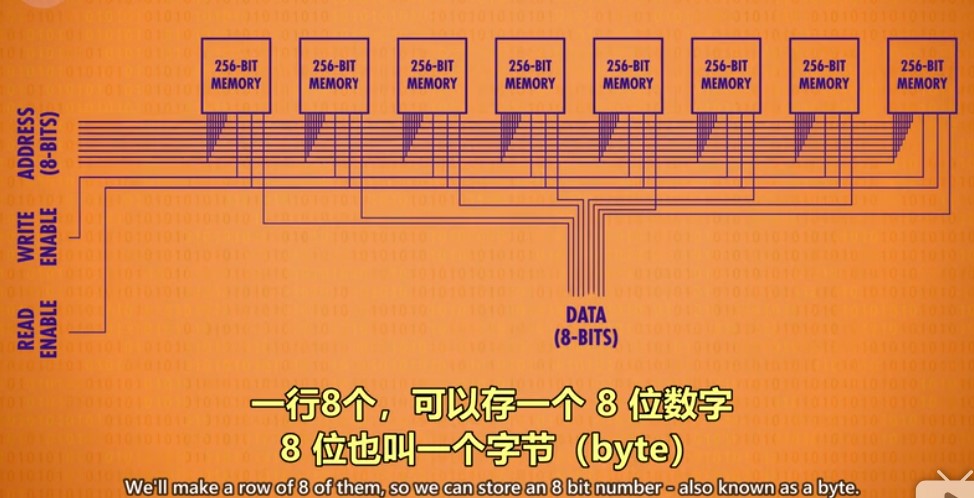 256-BIT
MEMORY
256-BIT
MEMORY
256-BIT
MEMORY
256-BIT
MEMORY
256-BIT
MEMORY
256-BIT
MEMORY
256-BIT
MEMORY
256-BIT
MEMORY
ADDRESS
(8-BITS)
WRITE
ENABLE
READ
ENABLE
DATA
(8-BITS)
一行8个，可以存一个 8 位数字
8 位也叫一个字节（byte）
We'll make a row of 8 of them, so we can store an 8 bit number - also known as a byte.